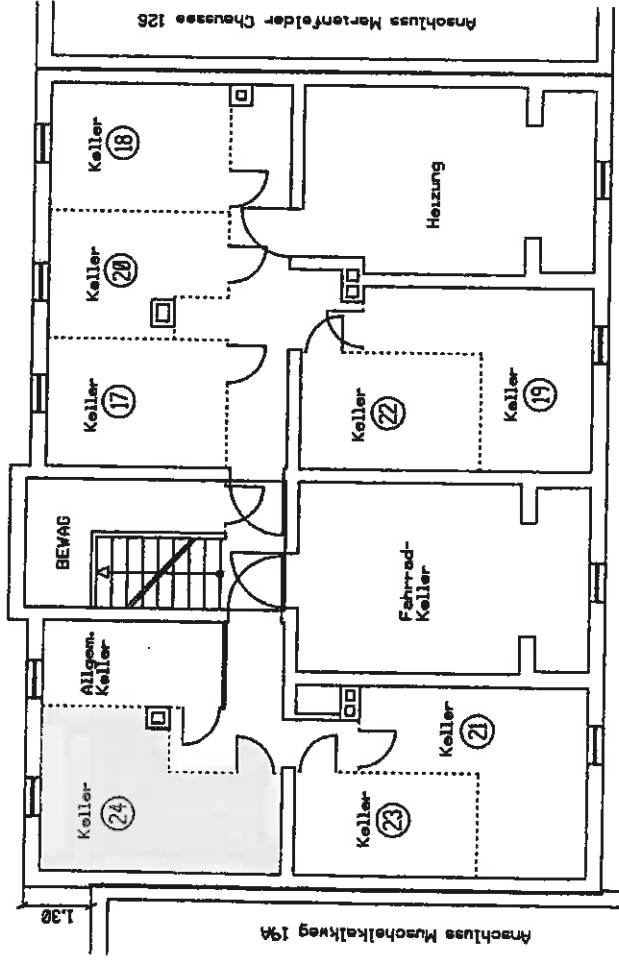 Anschluss Marienfelder Chaussee 126
Keller
18
Keller
20
Keller
17
Heizung
Keller
22
Keller
19
BEWAG
Fahrrad-
Keller
Allgem.
Keller
Keller
24
Keller
21
Keller
23
1.30
Anschluss Muschelkalkweg 19A